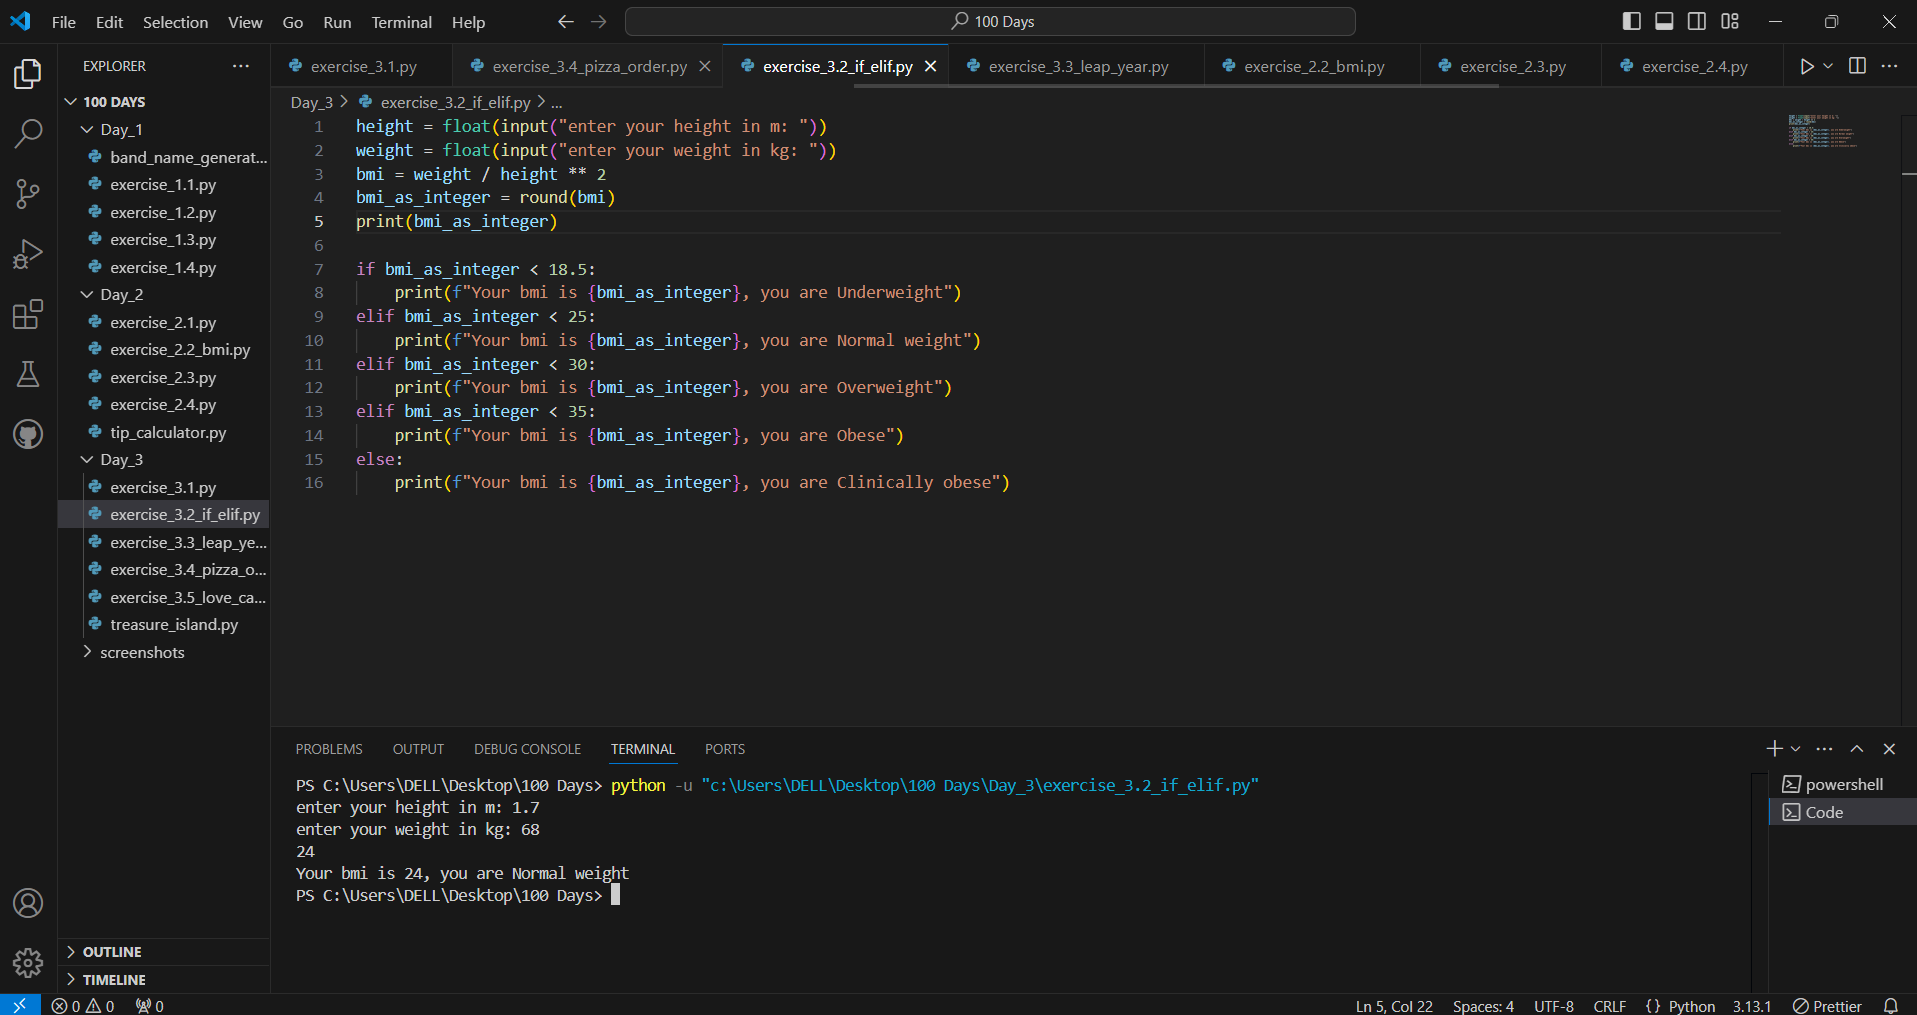 File Edit Selection View Go Run Terminal Help
100 Days
EXPLORER
100 DAYS
Day_1
band_name_generat...
exercise_1.1.py
exercise_1.2.py
exercise_1.3.py
exercise_1.4.py
Day_2
exercise_2.1.py
exercise_2.2_bmi.py
exercise_2.3.py
exercise_2.4.py
tip_calculator.py
Day_3
exercise_3.1.py
exercise_3.2_if_elif.py
exercise_3.3_leap_ye...
exercise_3.4_pizza_o...
exercise_3.5_love_ca...
treasure_island.py
screenshots
OUTLINE
TIMELINE
exercise_3.1.py exercise_3.4_pizza_order.py exercise_3.2_if_elif.py exercise_3.3_leap_year.py exercise_2.2_bmi.py exercise_2.3.py exercise_2.4.py
Day_3 > exercise_3.2_if_elif.py > ...
1 height = float(input("enter your height in m: "))
2 weight = float(input("enter your weight in kg: "))
3 bmi = weight / height ** 2
4 bmi_as_integer = round(bmi)
5 print(bmi_as_integer)
6
7 if bmi_as_integer < 18.5:
8     print(f"Your bmi is {bmi_as_integer}, you are Underweight")
9 elif bmi_as_integer < 25:
10     print(f"Your bmi is {bmi_as_integer}, you are Normal weight")
11 elif bmi_as_integer < 30:
12     print(f"Your bmi is {bmi_as_integer}, you are Overweight")
13 elif bmi_as_integer < 35:
14     print(f"Your bmi is {bmi_as_integer}, you are Obese")
15 else:
16     print(f"Your bmi is {bmi_as_integer}, you are Clinically obese")
PROBLEMS OUTPUT DEBUG CONSOLE TERMINAL PORTS
PS C:\Users\DELL\Desktop\100 Days> python -u "c:\Users\DELL\Desktop\100 Days\Day_3\exercise_3.2_if_elif.py"
enter your height in m: 1.7
enter your weight in kg: 68
24
Your bmi is 24, you are Normal weight
PS C:\Users\DELL\Desktop\100 Days>
powershell
Code
0 0 0 Ln 5, Col 22 Spaces: 4 UTF-8 CRLF {} Python 3.13.1 Prettier